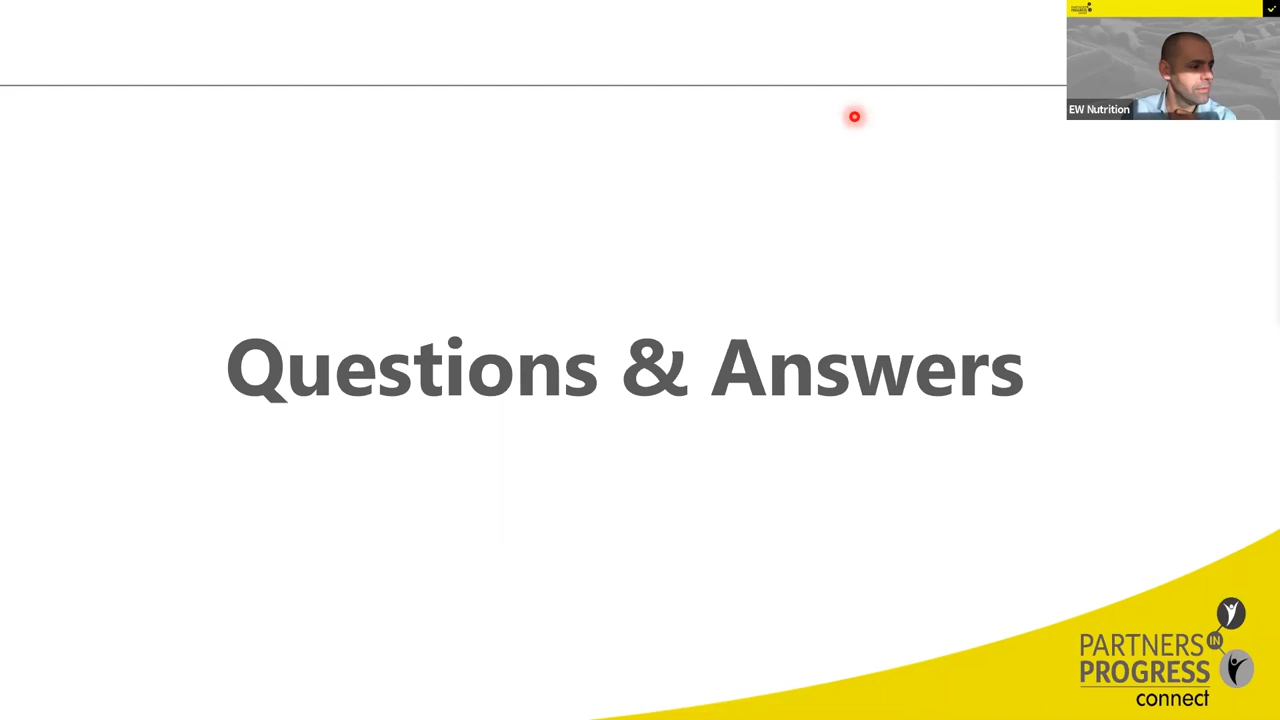 EW Nutrition
Questions & Answers
PARTNERS IN
PROGRESS
connect